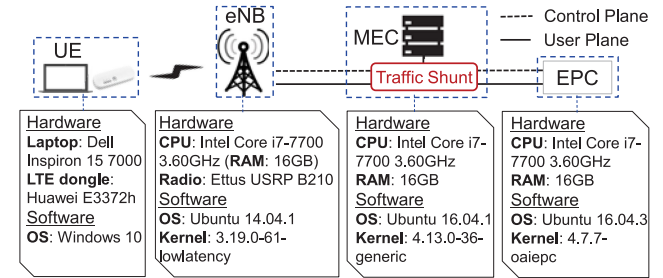 eNB
UE
MEC
Control Plane
User Plane
Traffic Shunt
EPC
Hardware
Laptop: Dell
Inspiron 15 7000
LTE dongle:
Huawei E3372h
Software
OS: Windows 10
Hardware
CPU: Intel Core i7-7700
3.60GHz (RAM: 16GB)
Radio: Ettus USRP B210
Software
OS: Ubuntu 14.04.1
Kernel: 3.19.0-61-
lowlatency
Hardware
CPU: Intel Core i7-
7700 3.60GHz
RAM: 16GB
Software
OS: Ubuntu 16.04.1
Kernel: 4.13.0-36-
generic
Hardware
CPU: Intel Core i7-
7700 3.60GHz
RAM: 16GB
Software
OS: Ubuntu 16.04.3
Kernel: 4.7.7-
oaiepc